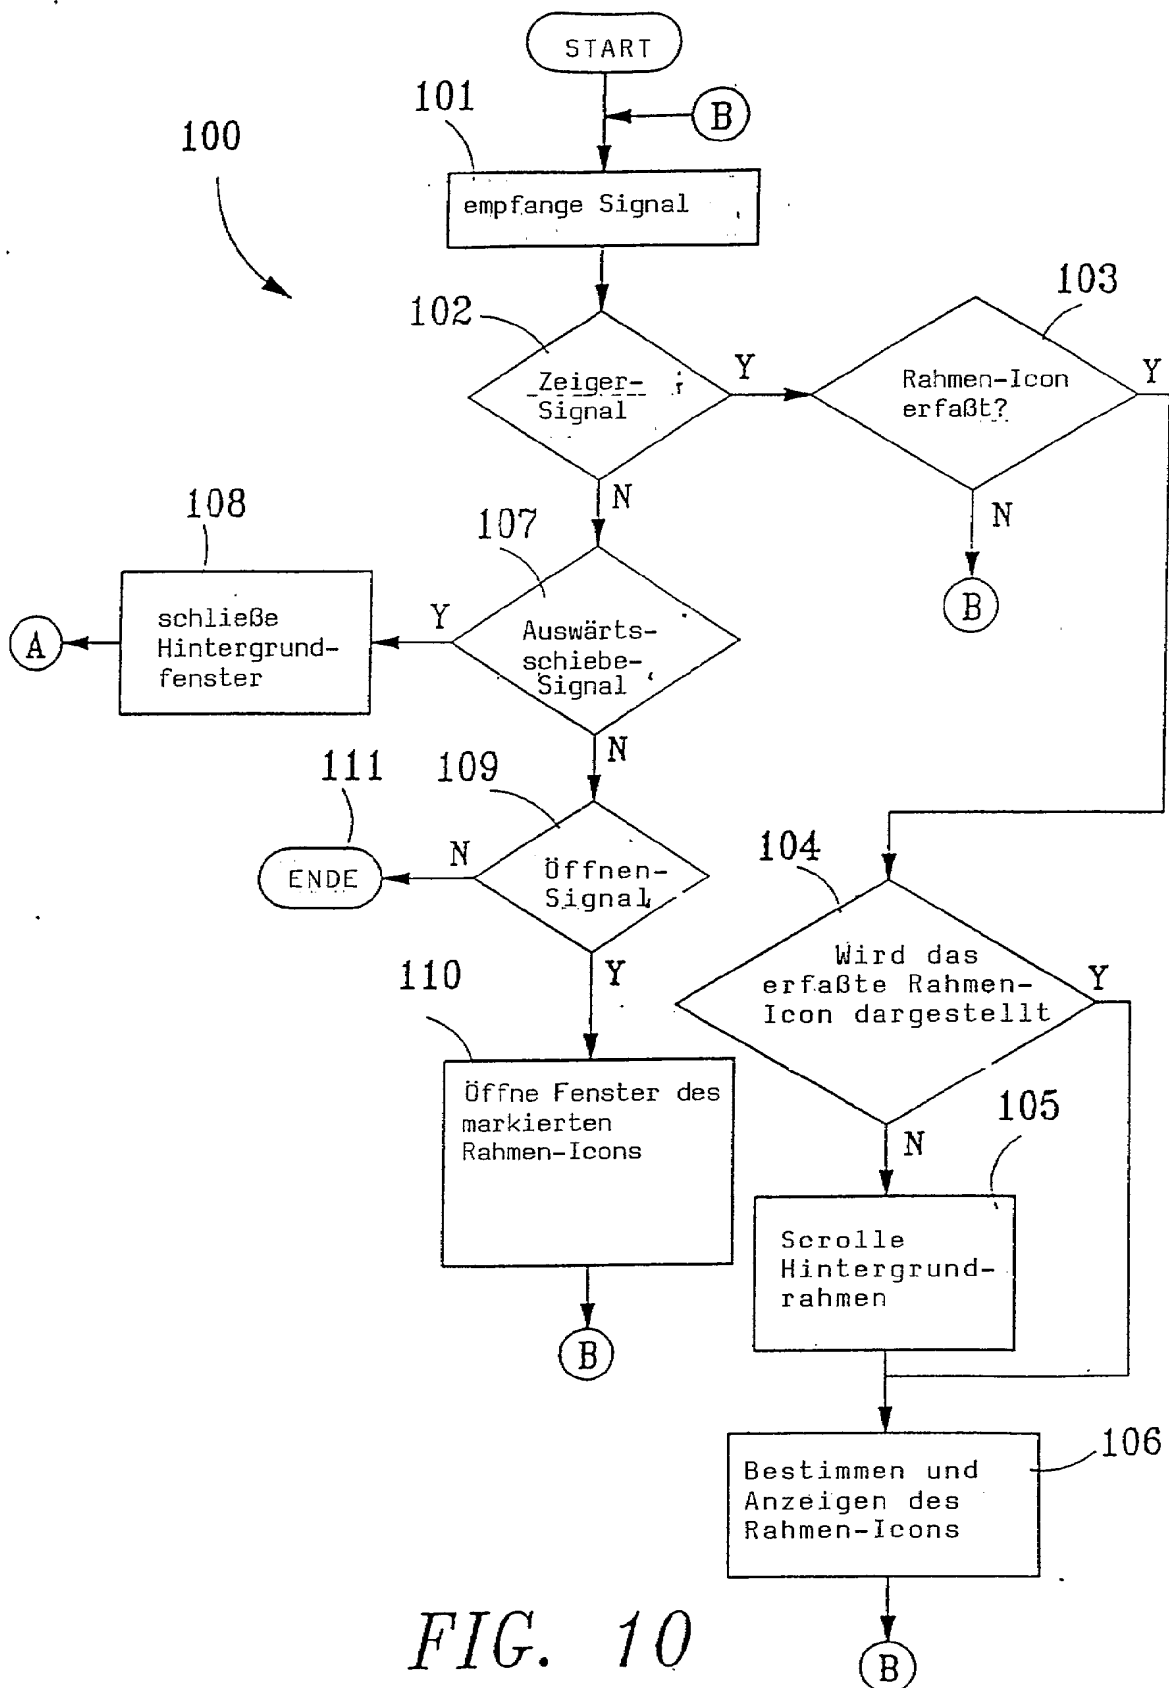 START
101
B
100
empfange Signal
102
103
Zeiger-
Signal
Y
Rahmen-Icon
erfaßt?
Y
N
N
108
107
B
schließe
Hintergrund-
fenster
A
Y
Auswärts-
schiebe-
Signal
N
111
109
ENDE
N
Öffnen-
Signal
104
Wird das
erfaßte Rahmen-
Icon dargestellt
Y
Y
110
Öffne Fenster des
markierten
Rahmen-Icons
N
105
Scrolle
Hintergrund-
rahmen
B
106
Bestimmen und
Anzeigen des
Rahmen-Icons
B
FIG. 10